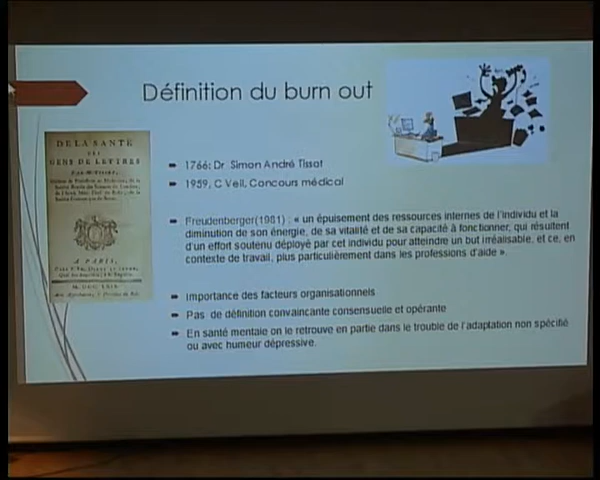 Définition du burn out
DE LA SANTÉ
DES
GENS DE LETTRES
A PARIS,
M. DCC. LXIX.
1766: Dr Simon André Tissot
1959, C Veil, Concours médical
Freudenberger(1981) : « un épuisement des ressources internes de l'individu et la
diminution de son énergie, de sa vitalité et de sa capacité à fonctionner, qui résultent
d'un effort soutenu déployé par cet individu pour atteindre un but irréalisable, et ce, en
contexte de travail, plus particulièrement dans les professions d'aide ».
Importance des facteurs organisationnels
Pas de définition convaincante consensuelle et opérante
En santé mentale on le retrouve en partie dans le trouble de l'adaptation non spécifié
ou avec humeur dépressive.